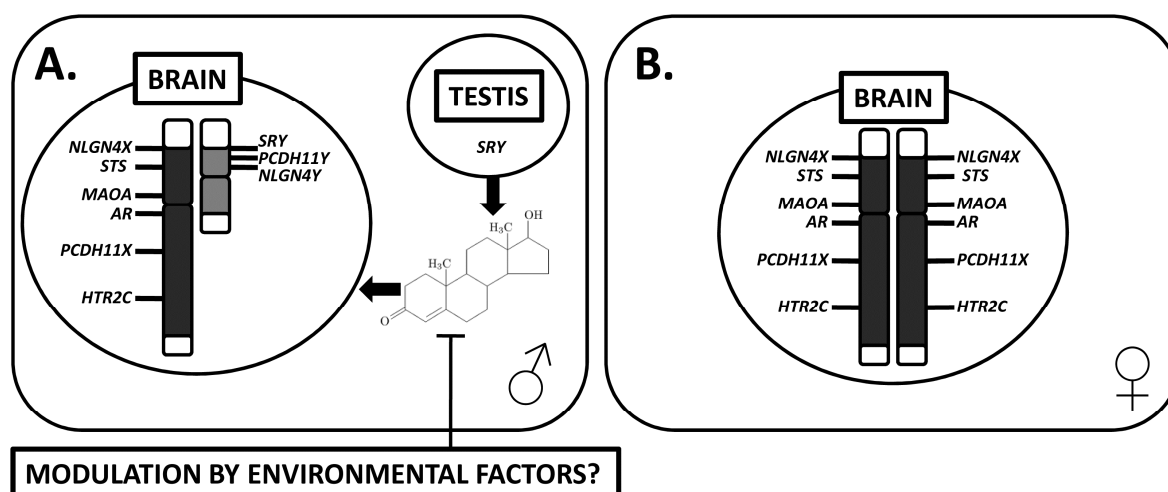 A.
BRAIN
NLGN4X
STS
MAOA
AR
PCDH11X
HTR2C
SRY
PCDH11Y
NLGN4Y
TESTIS
SRY
OH
H₃C
H₃C
O
MODULATION BY ENVIRONMENTAL FACTORS?
B.
BRAIN
NLGN4X
STS
MAOA
AR
PCDH11X
HTR2C
NLGN4X
STS
MAOA
AR
PCDH11X
HTR2C